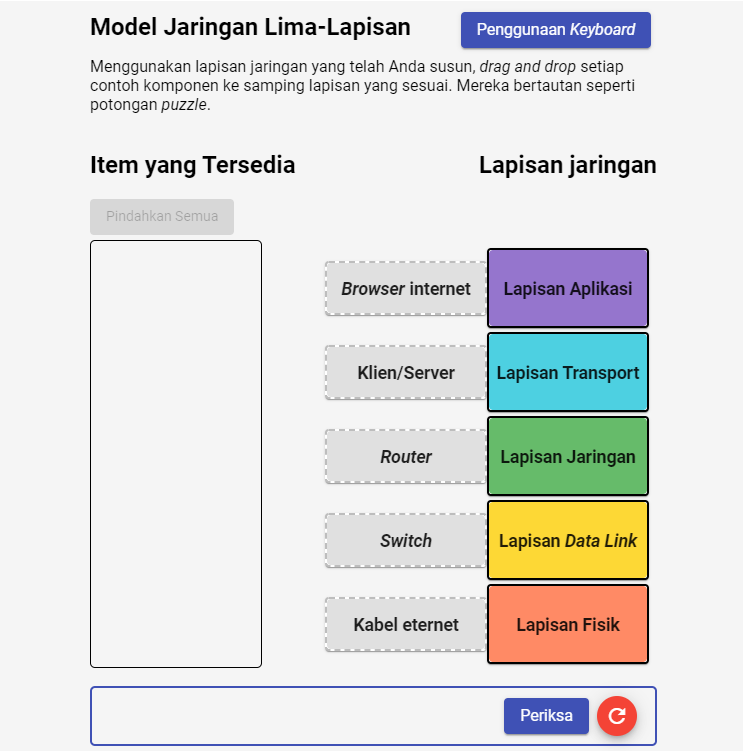 Model Jaringan Lima-Lapisan
Penggunaan Keyboard
Menggunakan lapisan jaringan yang telah Anda susun, drag and drop setiap
contoh komponen ke samping lapisan yang sesuai. Mereka bertautan seperti
potongan puzzle.
Item yang Tersedia
Lapisan jaringan
Pindahkan Semua
Browser internet
Lapisan Aplikasi
Klien/Server
Lapisan Transport
Router
Lapisan Jaringan
Switch
Lapisan Data Link
Kabel eternet
Lapisan Fisik
Periksa